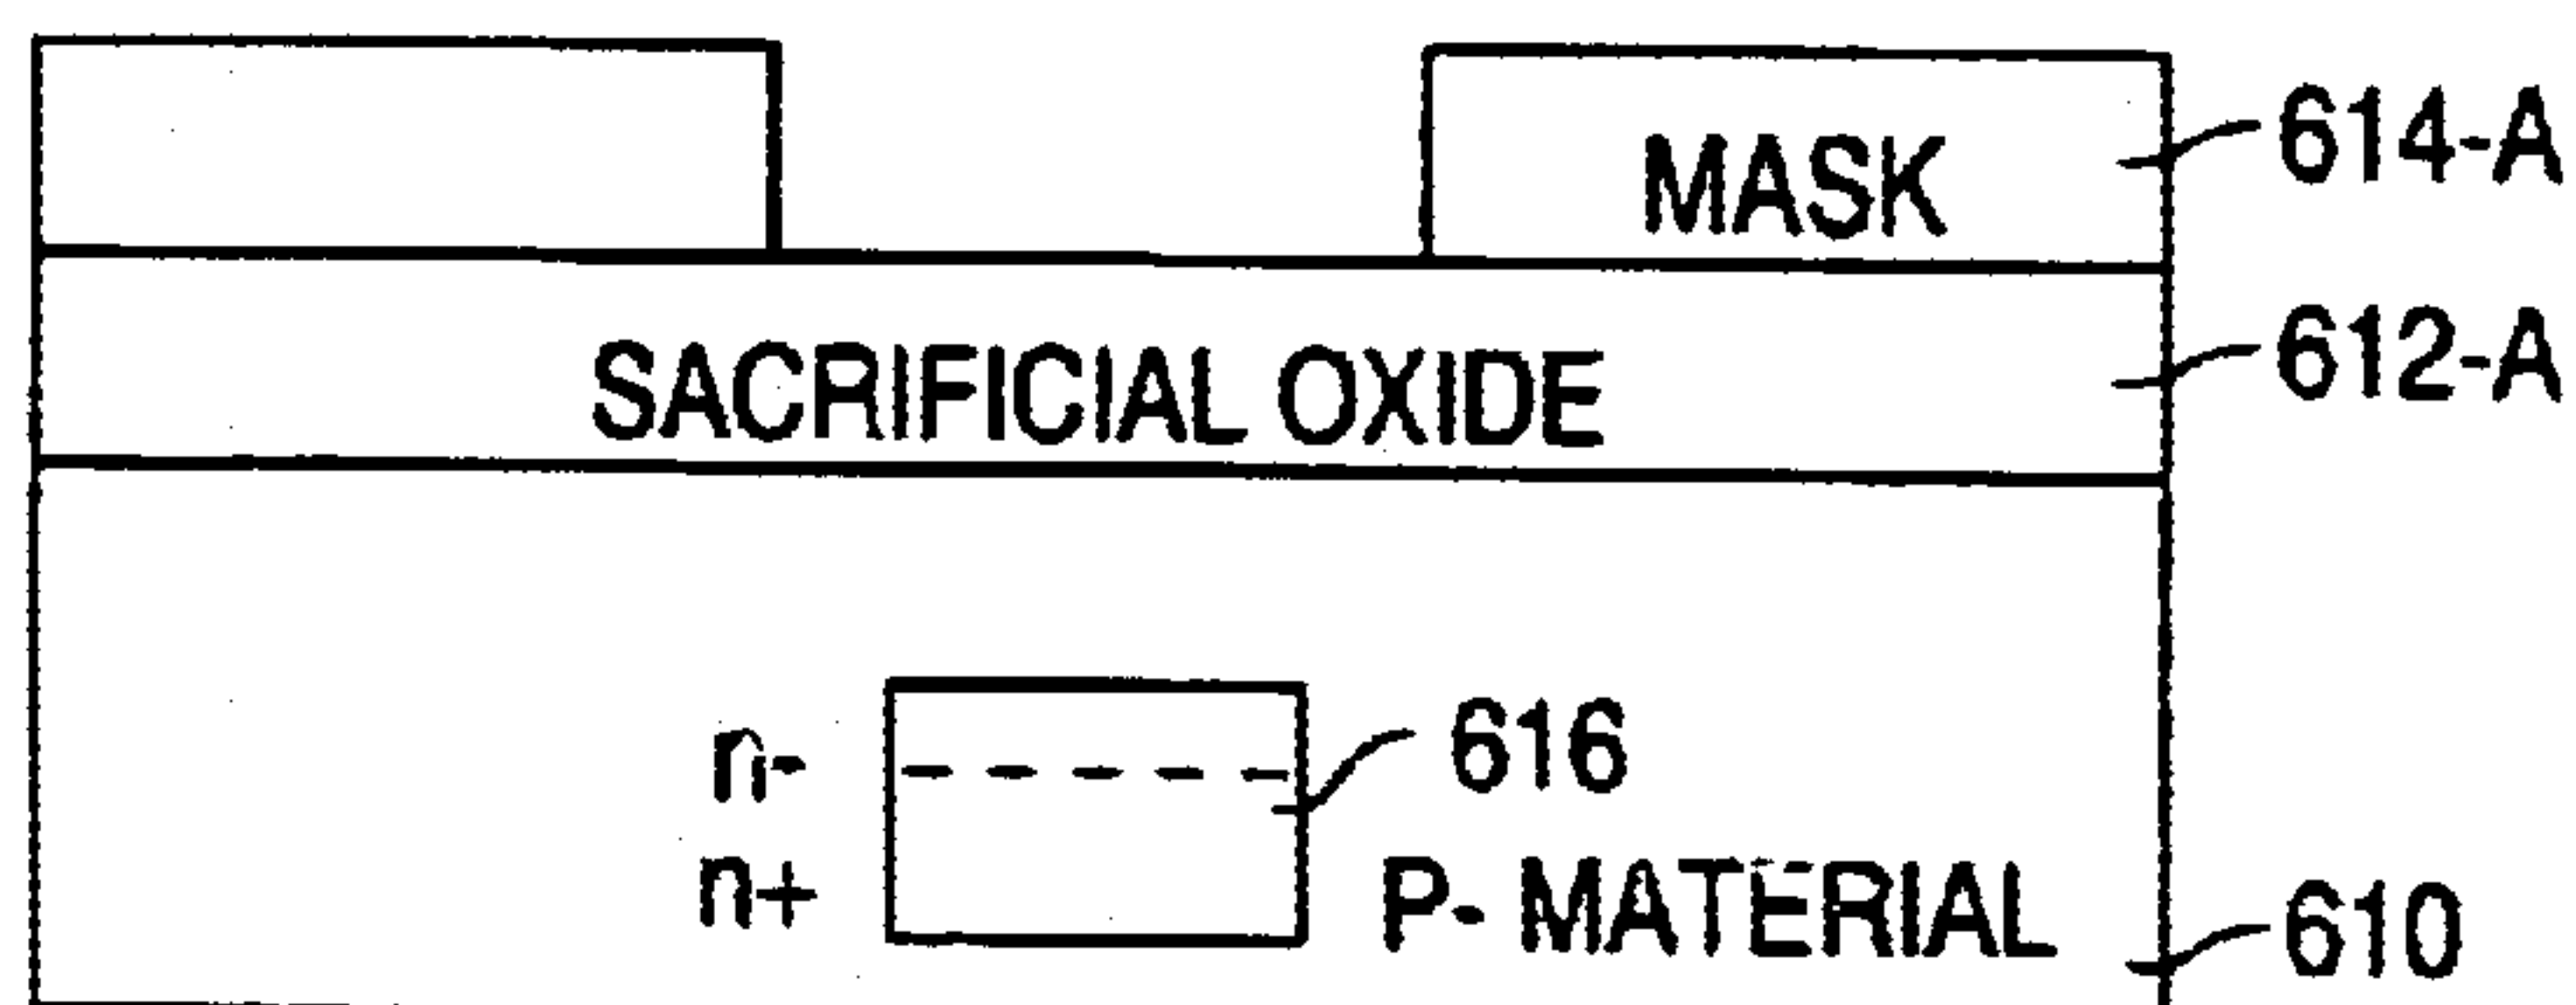 MASK 614-A
SACRIFICIAL OXIDE 612-A
n- 616
n+ P- MATERIAL 610